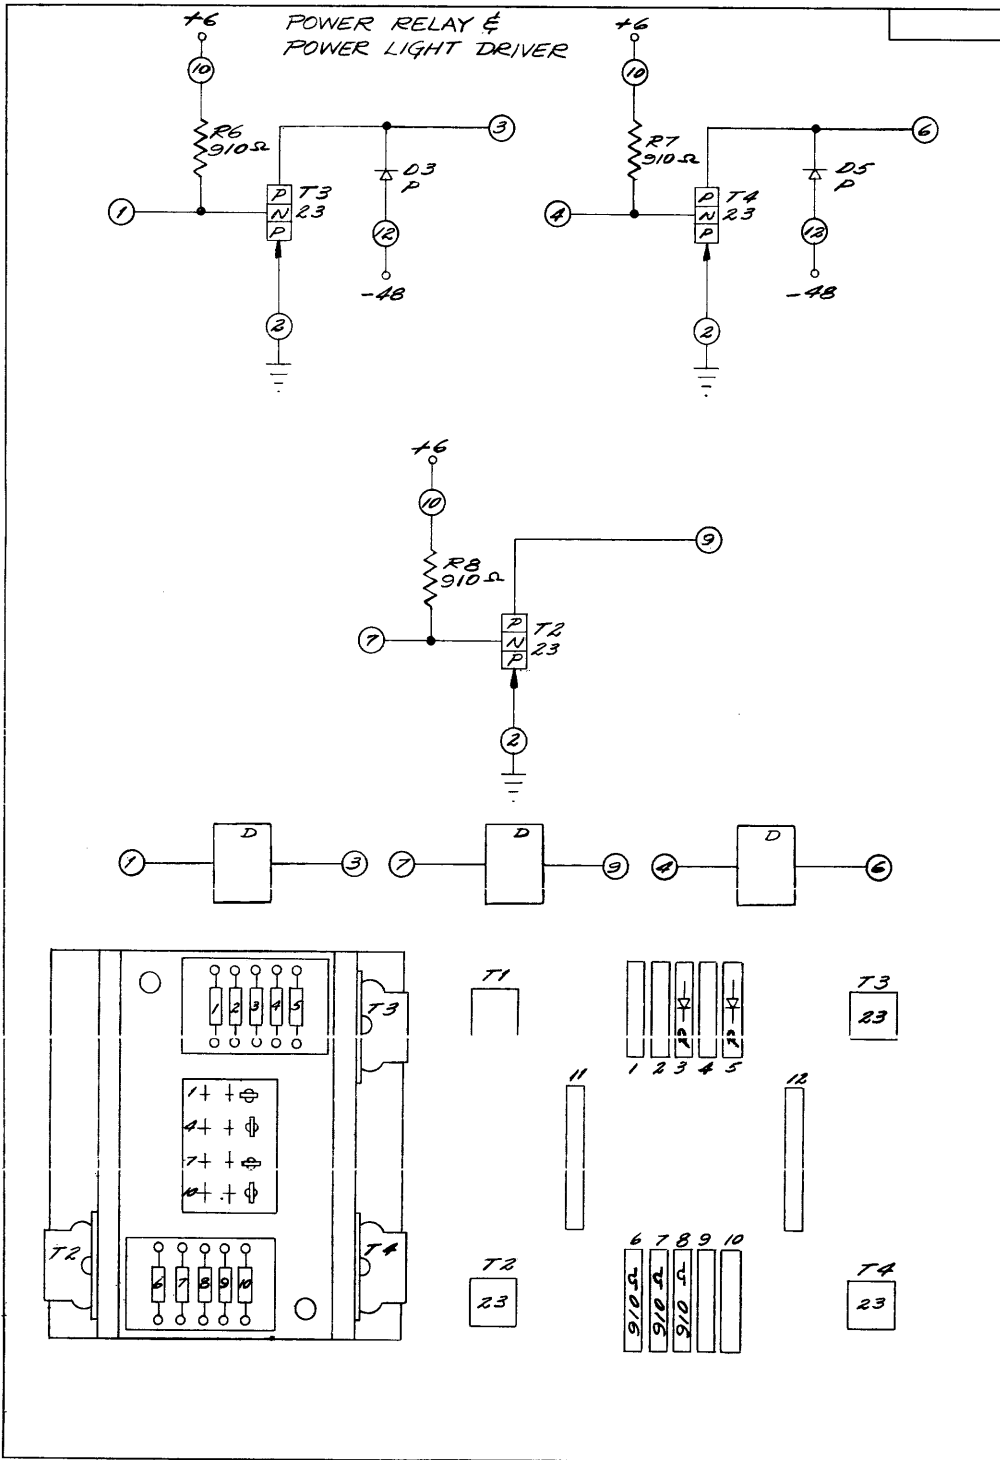 POWER RELAY &
POWER LIGHT DRIVER
+6
10
R6
910Ω
1
P
N
P
T3
23
3
D3
P
12
-48
2
+6
10
R7
910Ω
4
P
N
P
T4
23
6
D5
P
12
-48
2
+6
10
R8
910Ω
7
P
N
P
T2
23
9
2
1 D 3
7 D 9
4 D 6
1 2 3 4 5
T3
1
4
7
10
T2
T4
6 7 8 9 10
T1
1 2 3 4 5
T3
23
11
12
6 7 8 9 10
910Ω
910Ω
910Ω
T2
23
T4
23